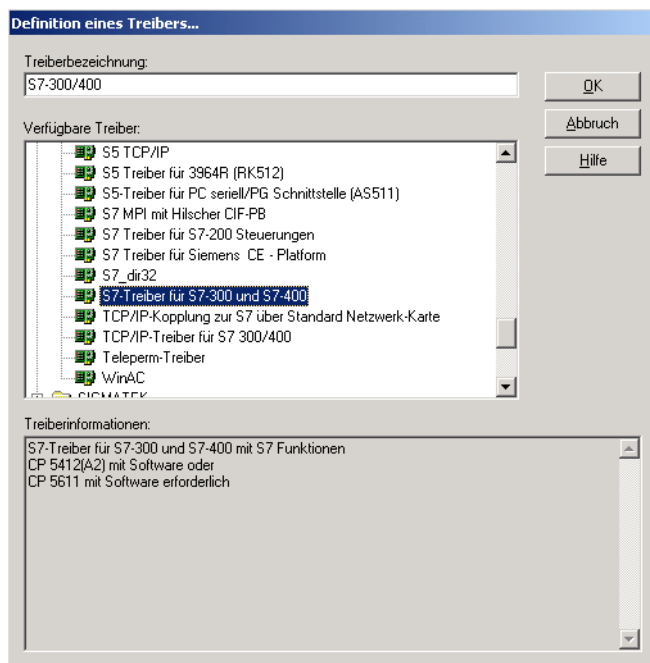 Definition eines Treibers...
Treiberbezeichnung:
S7-300/400
OK
Verfügbare Treiber:
Abbruch
S5 TCP/IP
Hilfe
S5 Treiber für 3964R (RK512)
S5-Treiber für PC seriell/PG Schnittstelle (AS511)
S7 MPI mit Hilscher CIF-PB
S7 Treiber für S7-200 Steuerungen
S7 Treiber für Siemens CE - Platform
S7_dir32
S7-Treiber für S7-300 und S7-400
TCP/IP-Kopplung zur S7 über Standard Netzwerk-Karte
TCP/IP-Treiber für S7 300/400
Teleperm-Treiber
WinAC
SIGMATEK
Treiberinformationen:
S7-Treiber für S7-300 und S7-400 mit S7 Funktionen
CP 5412(A2) mit Software oder
CP 5611 mit Software erforderlich